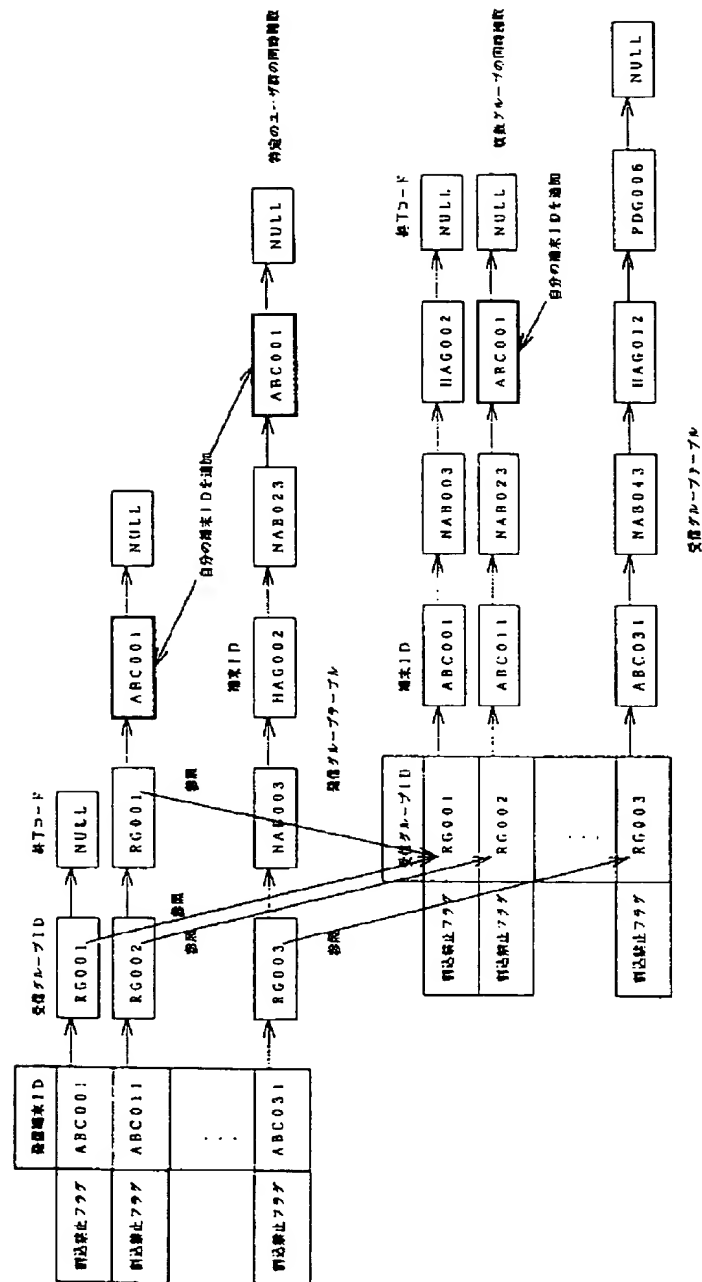 発信端末ID
受信グループID
終了コード
割込禁止フラグ
ABC001
RG001
NULL
割込禁止フラグ
ABC011
RG002
RG001
ABC001
NULL
....
割込禁止フラグ
ABC031
RG003
NAB003
HAG002
NAB023
ABC001
NULL
参照
参照
参照
参照
自分の端末IDを追加
特定のユーザ群の同時捕獲
端末ID
発信グループテーブル
受信グループID
端末ID
終了コード
割込禁止フラグ
RG001
ABC001
NAB003
HAG002
NULL
割込禁止フラグ
RG002
ABC011
NAB023
ABC001
NULL
複数グループの同時捕獲
自分の端末IDを追加
....
割込禁止フラグ
RG003
ABC031
NAB043
HAG012
PDG006
NULL
受信グループテーブル